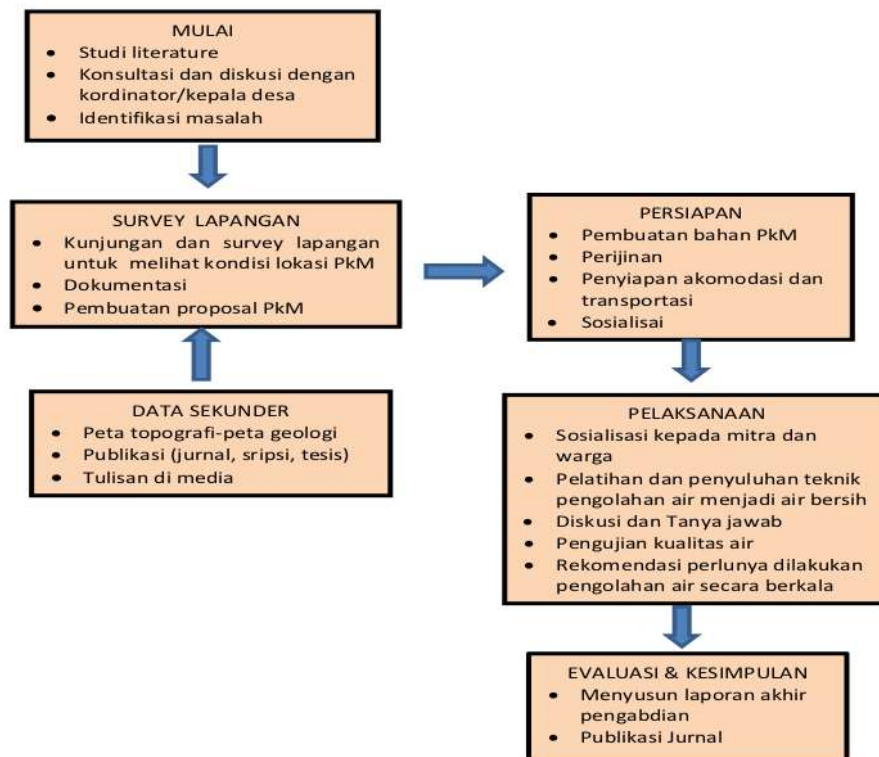 MULAI
• Studi literature
• Konsultasi dan diskusi dengan
kordinator/kepala desa
• Identifikasi masalah
SURVEY LAPANGAN
• Kunjungan dan survey lapangan
untuk melihat kondisi lokasi PkM
• Dokumentasi
• Pembuatan proposal PkM
DATA SEKUNDER
• Peta topografi-peta geologi
• Publikasi (jurnal, sripsi, tesis)
• Tulisan di media
PERSIAPAN
• Pembuatan bahan PkM
• Perijinan
• Penyiapan akomodasi dan
transportasi
• Sosialisai
PELAKSANAAN
• Sosialisasi kepada mitra dan
warga
• Pelatihan dan penyuluhan teknik
pengolahan air menjadi air bersih
• Diskusi dan Tanya jawab
• Pengujian kualitas air
• Rekomendasi perlunya dilakukan
pengolahan air secara berkala
EVALUASI & KESIMPULAN
• Menyusun laporan akhir
pengabdian
• Publikasi Jurnal